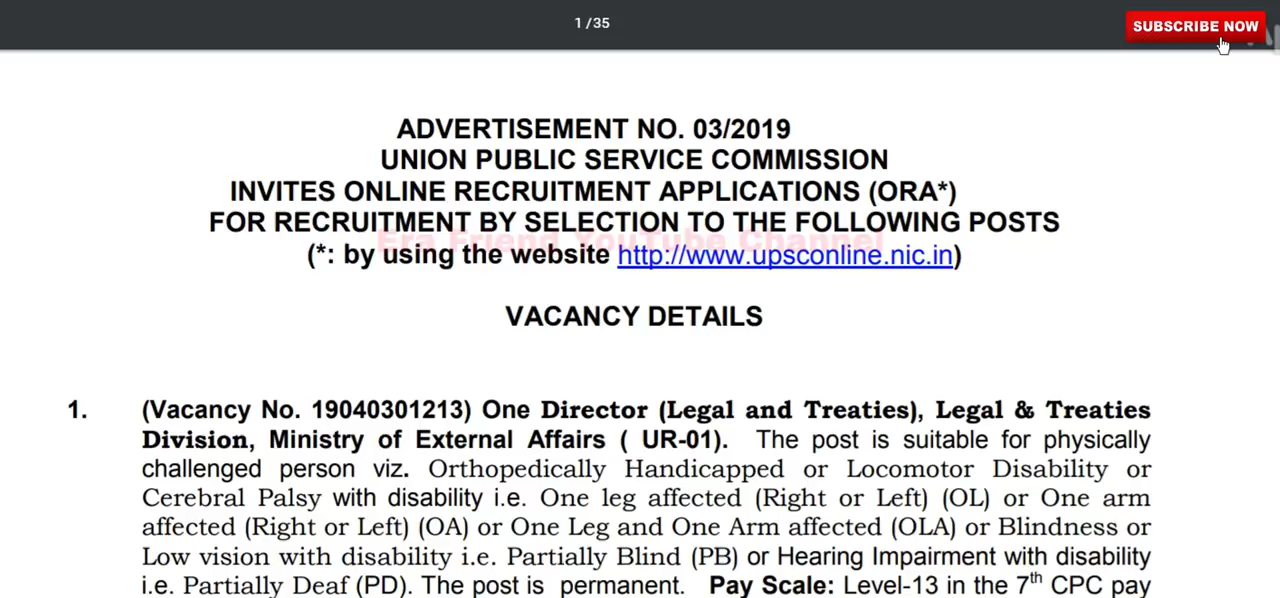 1 / 35
SUBSCRIBE NOW
ADVERTISEMENT NO. 03/2019
UNION PUBLIC SERVICE COMMISSION
INVITES ONLINE RECRUITMENT APPLICATIONS (ORA*)
FOR RECRUITMENT BY SELECTION TO THE FOLLOWING POSTS
Era Friend YouTube Channel
(*: by using the website http://www.upsconline.nic.in)
VACANCY DETAILS
1. (Vacancy No. 19040301213) One Director (Legal and Treaties), Legal & Treaties
Division, Ministry of External Affairs ( UR-01). The post is suitable for physically
challenged person viz. Orthopedically Handicapped or Locomotor Disability or
Cerebral Palsy with disability i.e. One leg affected (Right or Left) (OL) or One arm
affected (Right or Left) (OA) or One Leg and One Arm affected (OLA) or Blindness or
Low vision with disability i.e. Partially Blind (PB) or Hearing Impairment with disability
i.e. Partially Deaf (PD). The post is permanent. Pay Scale: Level-13 in the 7th CPC pay